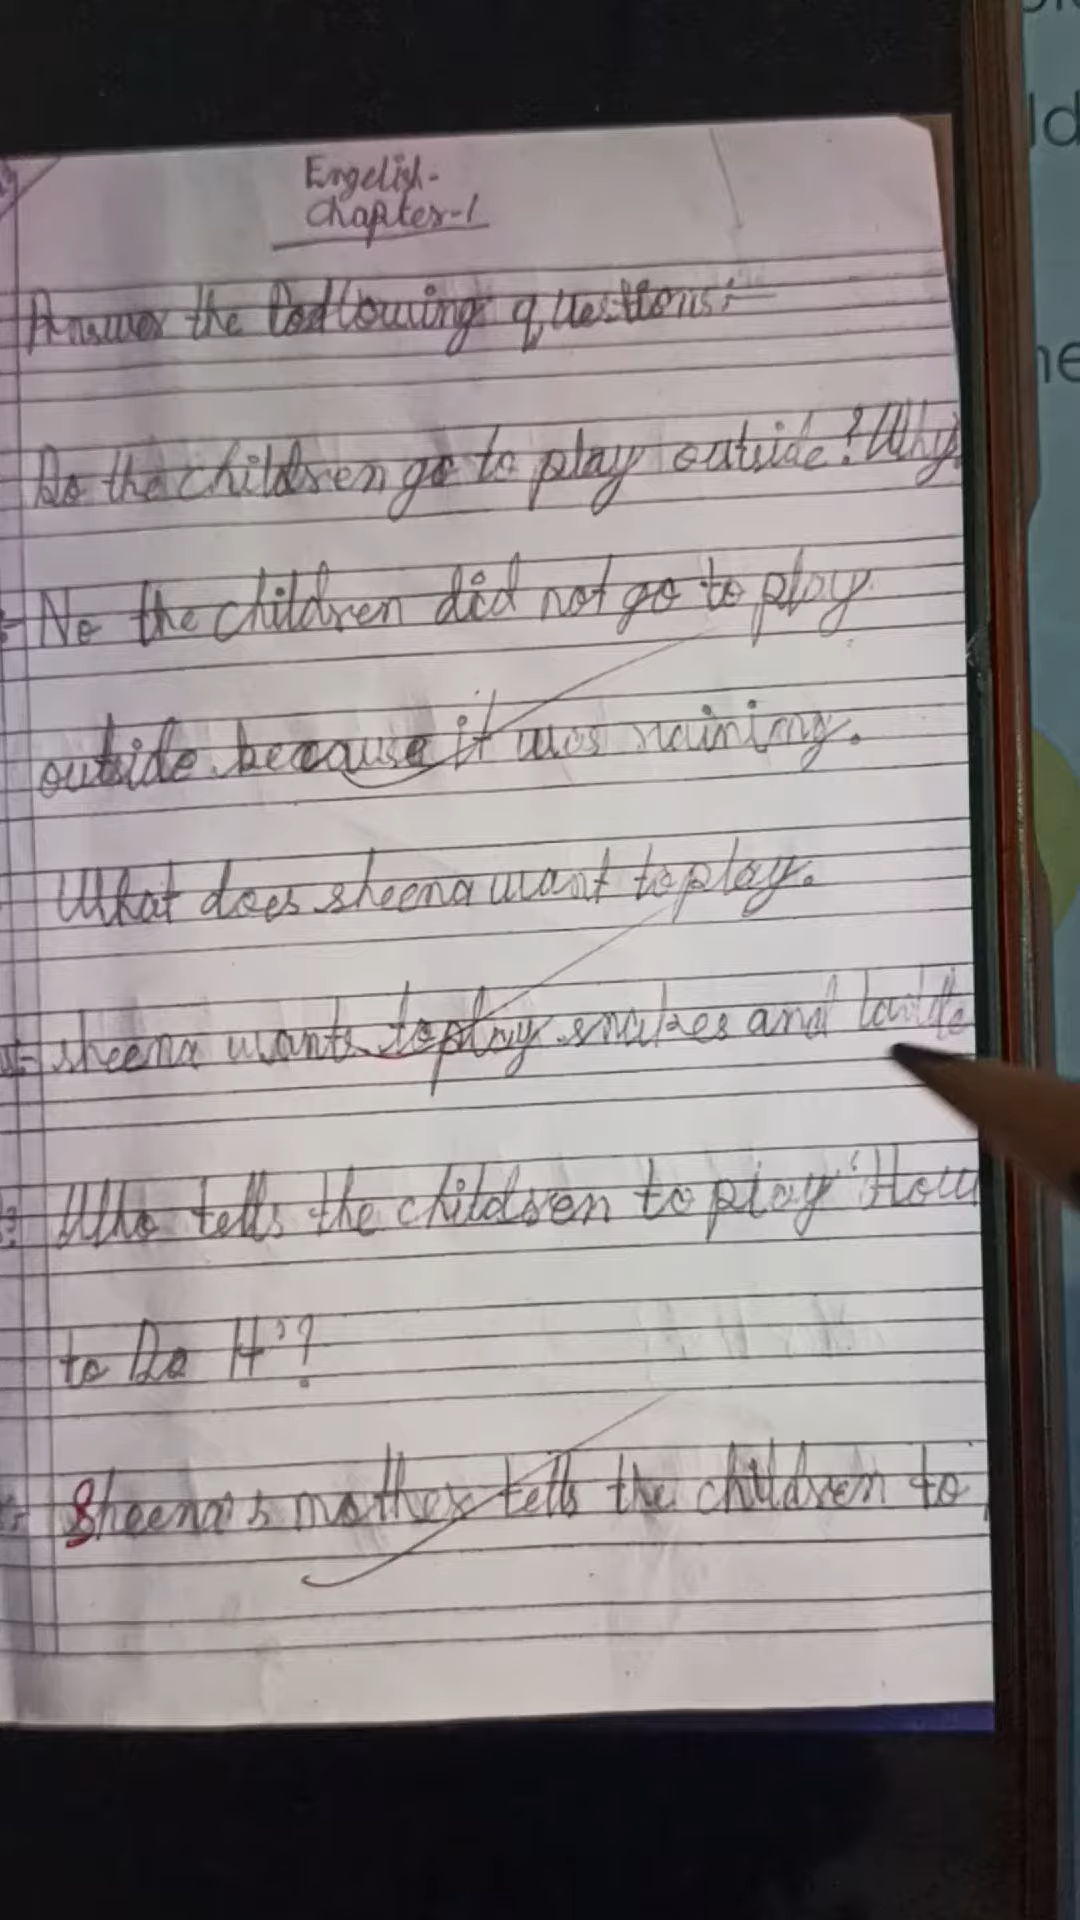 Engelish-
Chapter-1
Answer the Following questions:-
Do the children go to play outside? Why
No the children did not go to play
outside because it was raining.
What does sheena want to play.
sheena wants to play snakes and
Who tells the children to play 'How
to Do It'?
Sheena's mother tells the children to